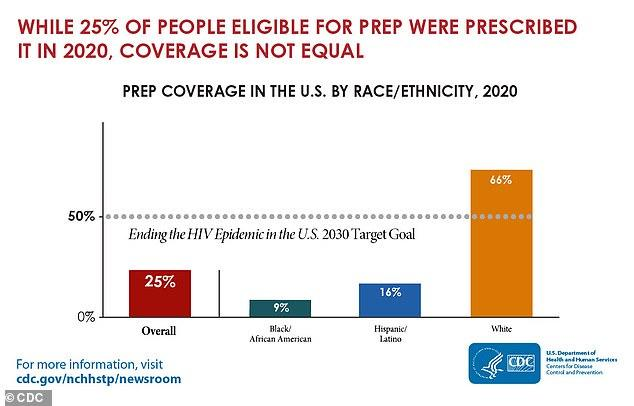 WHILE 25% OF PEOPLE ELIGIBLE FOR PREP WERE PRESCRIBED
IT IN 2020, COVERAGE IS NOT EQUAL
PREP COVERAGE IN THE U.S. BY RACE/ETHNICITY, 2020
66%
50%
Ending the HIV Epidemic in the U.S. 2030 Target Goal
25%
9%
16%
0%
Overall
Black/
African American
Hispanic/
Latino
White
For more information, visit
cdc.gov/nchhstp/newsroom
CDC
U.S. Department of
Health and Human Services
Centers for Disease
Control and Prevention
© CDC